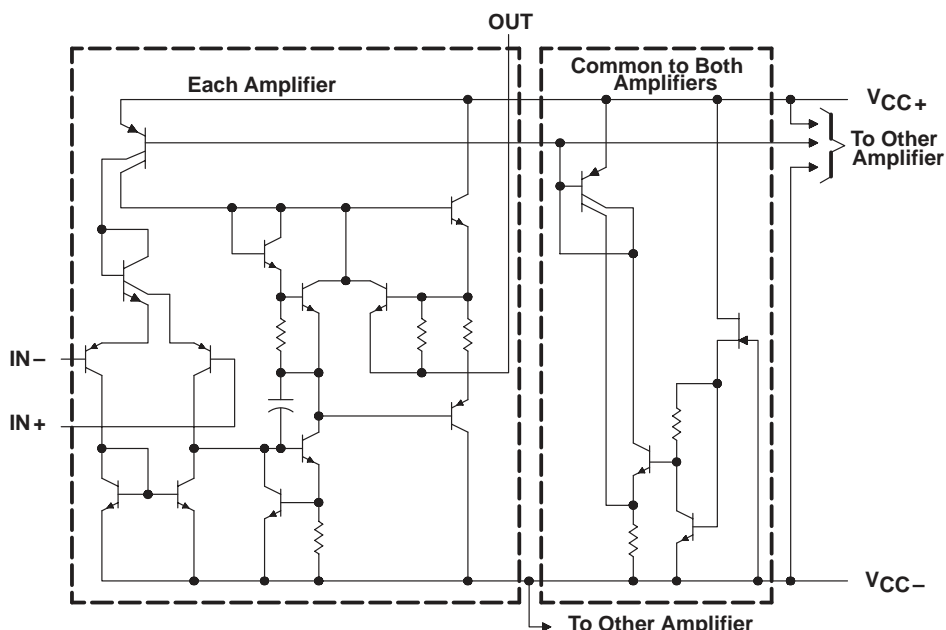 OUT
Each Amplifier
Common to Both
Amplifiers
VCC+
To Other
Amplifier
IN−
IN+
VCC−
To Other Amplifier